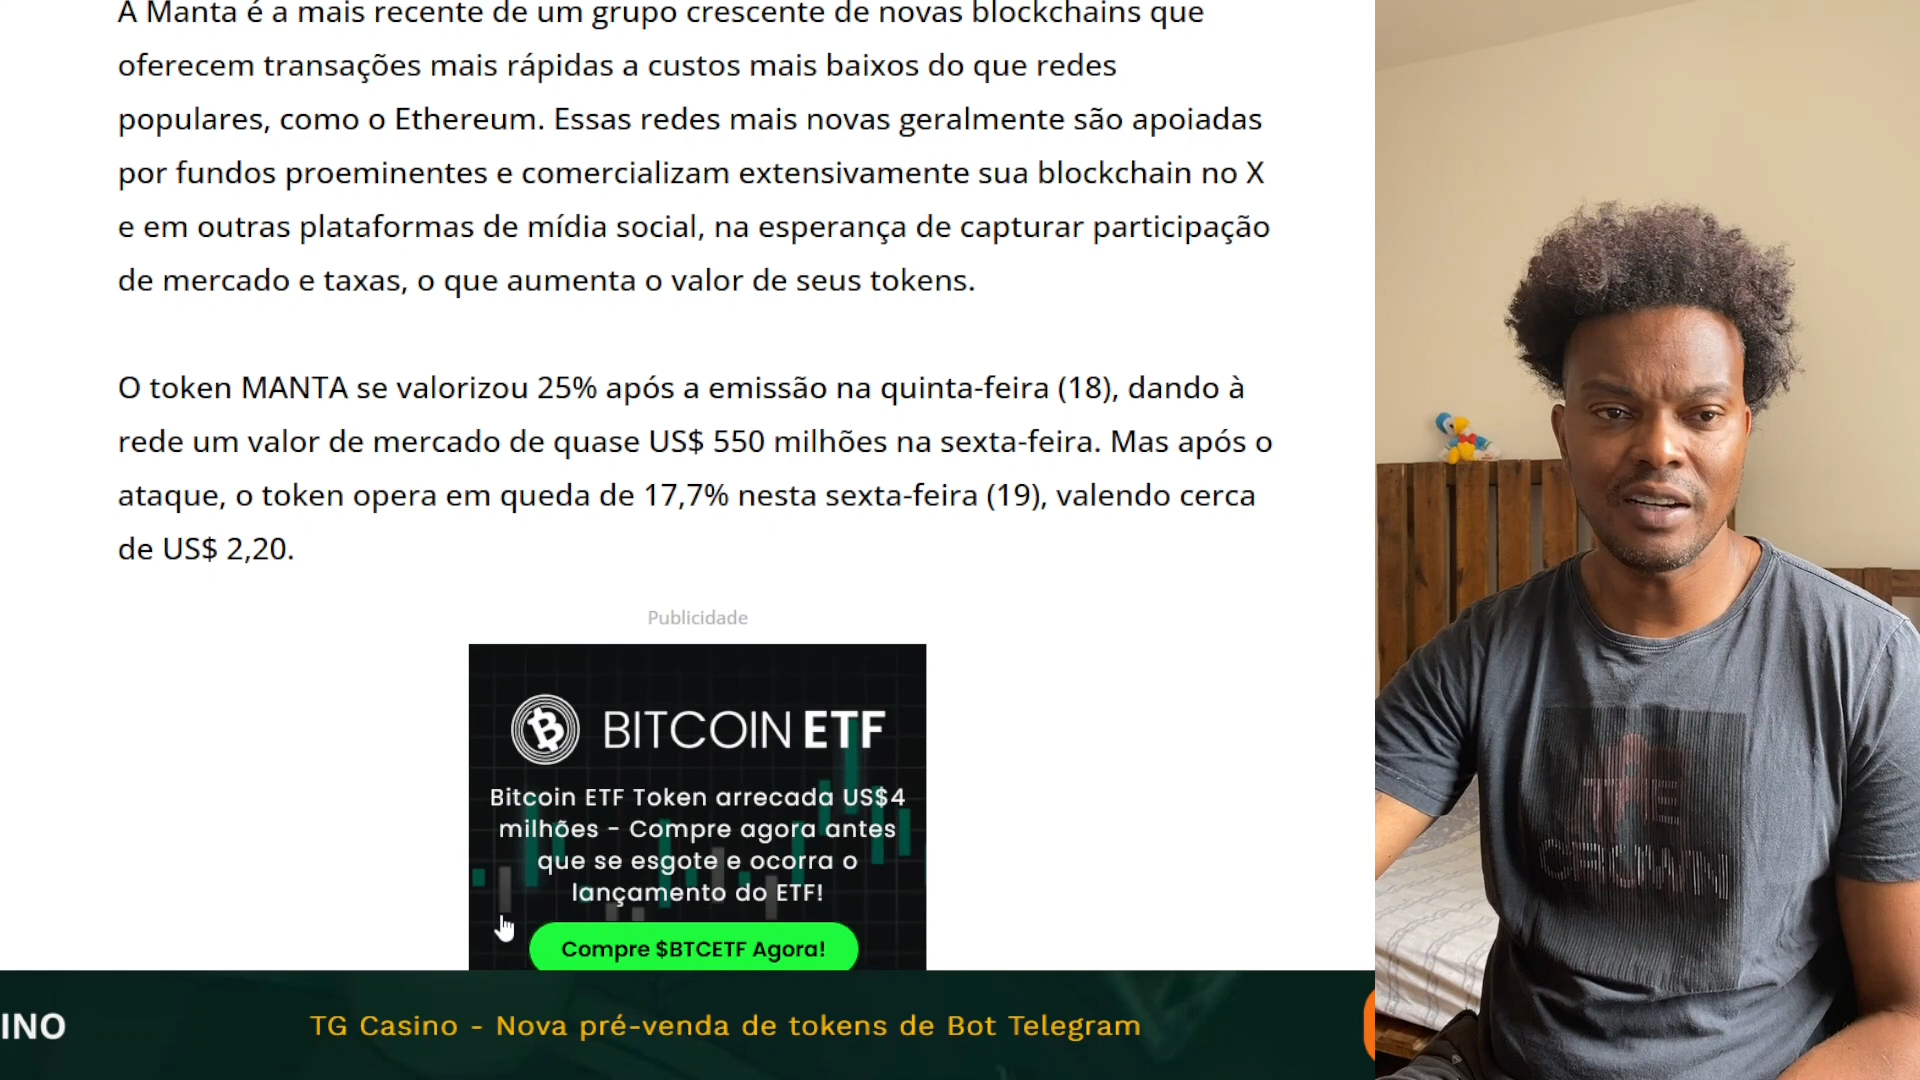 A Manta é a mais recente de um grupo crescente de novas blockchains que
oferecem transações mais rápidas a custos mais baixos do que redes
populares, como o Ethereum. Essas redes mais novas geralmente são apoiadas
por fundos proeminentes e comercializam extensivamente sua blockchain no X
e em outras plataformas de mídia social, na esperança de capturar participação
de mercado e taxas, o que aumenta o valor de seus tokens.
O token MANTA se valorizou 25% após a emissão na quinta-feira (18), dando à
rede um valor de mercado de quase US$ 550 milhões na sexta-feira. Mas após o
ataque, o token opera em queda de 17,7% nesta sexta-feira (19), valendo cerca
de US$ 2,20.
Publicidade
BITCOIN ETF
Bitcoin ETF Token arrecada US$4
milhões - Compre agora antes
que se esgote e ocorra o
lançamento do ETF!
Compre $BTCETF Agora!
INO
TG Casino - Nova pré-venda de tokens de Bot Telegram
THE
CROWN